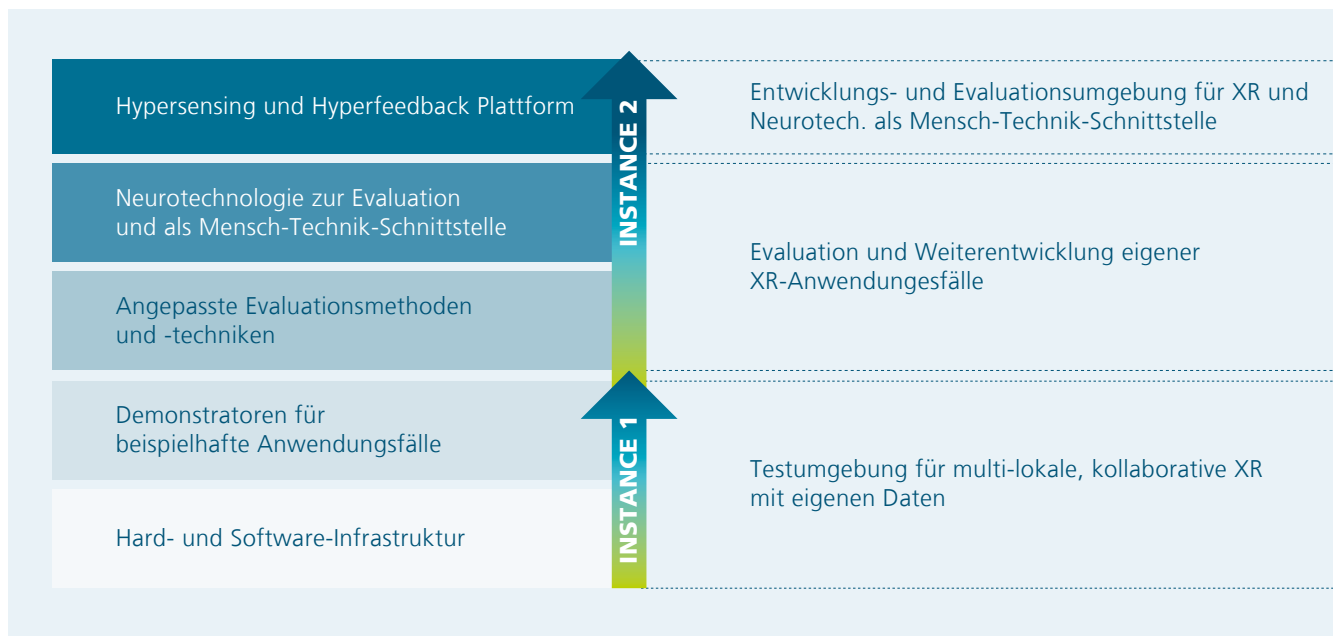 Hypersensing und Hyperfeedback Plattform
Neurotechnologie zur Evaluation
und als Mensch-Technik-Schnittstelle
Angepasste Evaluationsmethoden
und -techniken
Demonstratoren für
beispielhafte Anwendungsfälle
Hard- und Software-Infrastruktur
INSTANCE 2
INSTANCE 1
Entwicklungs- und Evaluationsumgebung für XR und
Neurotech. als Mensch-Technik-Schnittstelle
Evaluation und Weiterentwicklung eigener
XR-Anwendungesfälle
Testumgebung für multi-lokale, kollaborative XR
mit eigenen Daten